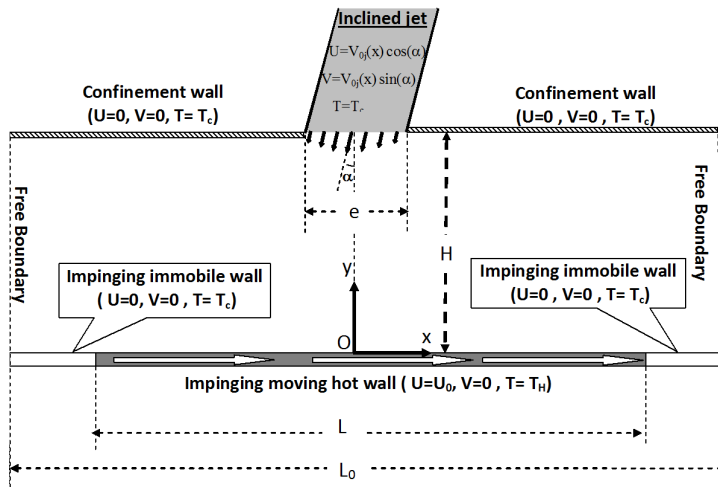 Inclined jet
U=V0j(x) cos(α)
V=V0j(x) sin(α)
T=Tc
Confinement wall
(U=0, V=0, T= Tc)
Confinement wall
(U=0 , V=0 , T= Tc)
α
e
Free Boundary
Free Boundary
H
Impinging immobile wall
( U=0, V=0 , T= Tc)
Impinging immobile wall
(U=0 , V=0 , T= Tc)
y
O
x
Impinging moving hot wall ( U=U0, V=0 , T= TH)
L
L0